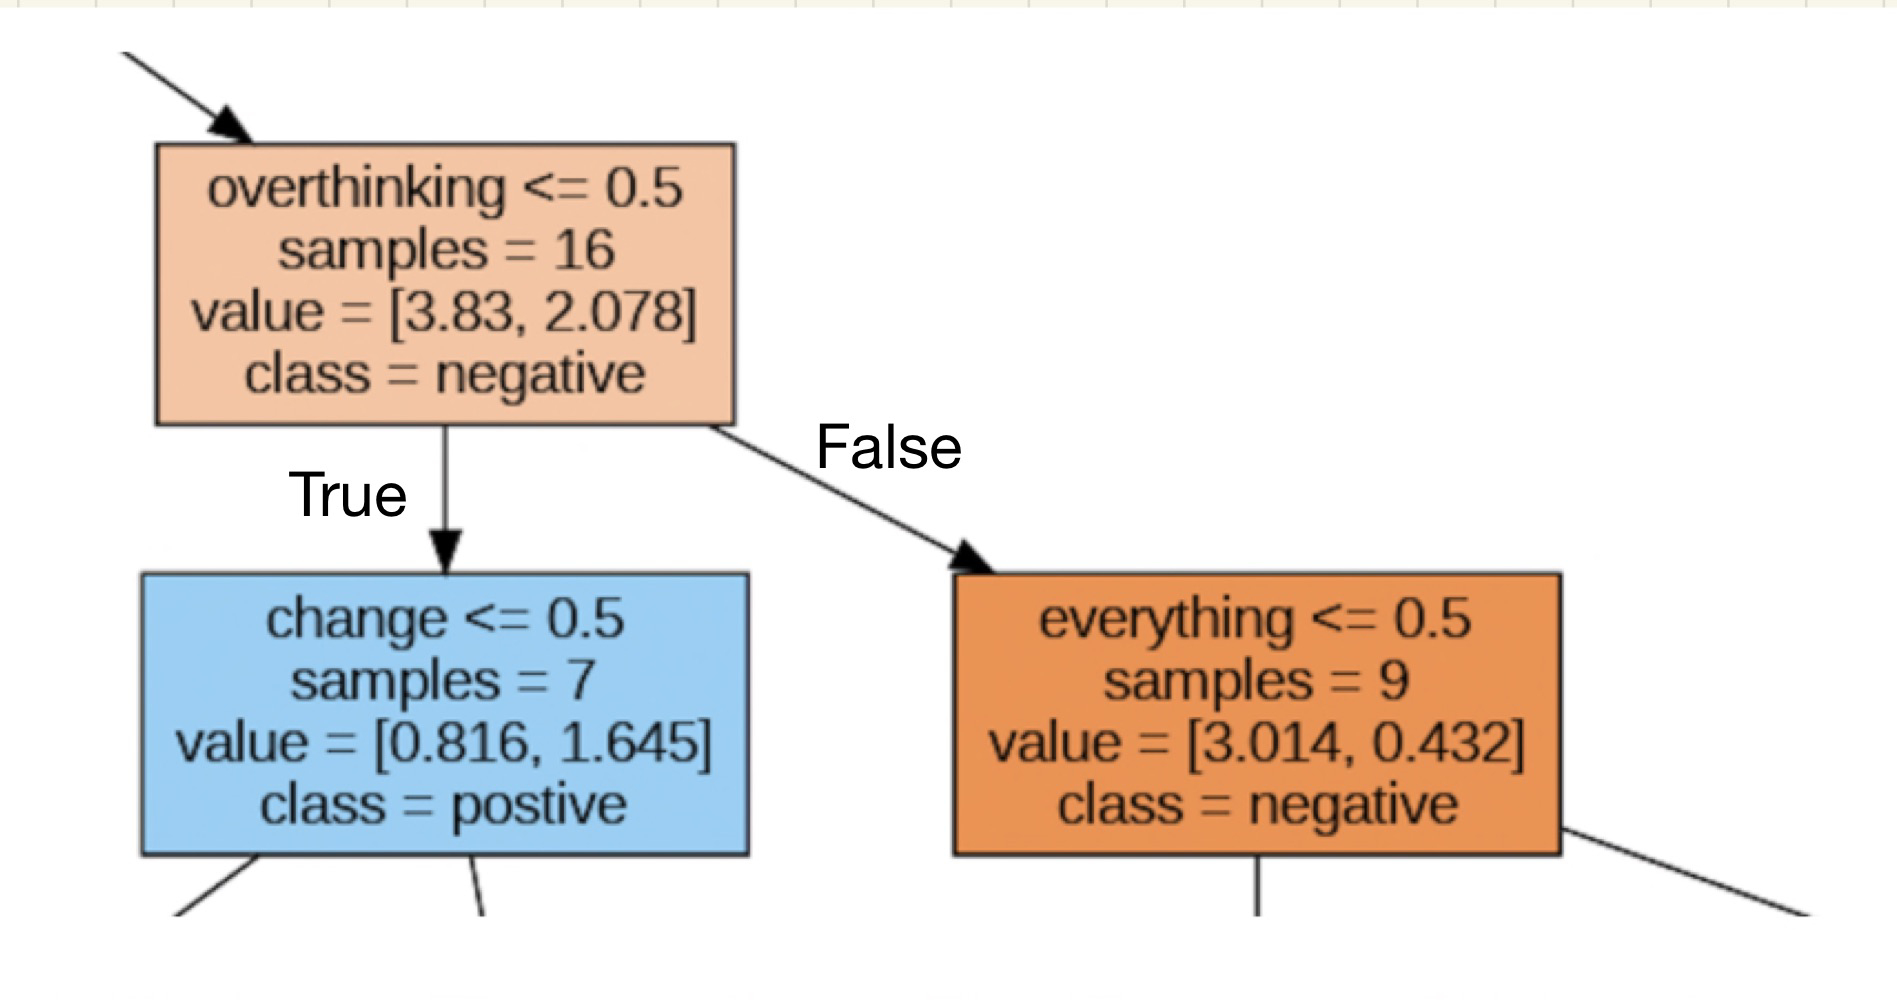 overthinking <= 0.5
samples = 16
value = [3.83, 2.078]
class = negative
True
False
change <= 0.5
samples = 7
value = [0.816, 1.645]
class = postive
everything <= 0.5
samples = 9
value = [3.014, 0.432]
class = negative